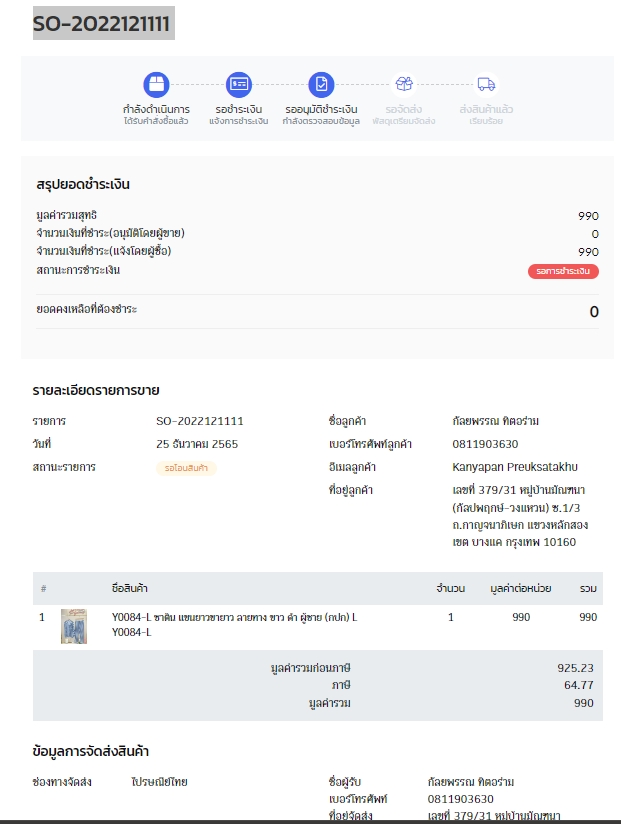 SO-2022121111
กำลังดำเนินการ
ได้รับคำสั่งซื้อแล้ว
รอชำระเงิน
แจ้งการชำระเงิน
รออนุมัติชำระเงิน
กำลังตรวจสอบข้อมูล
รอจัดส่ง
พัสดุเตรียมจัดส่ง
ส่งสินค้าแล้ว
เรียบร้อย
สรุปยอดชำระเงิน
มูลค่ารวมสุทธิ 990
จำนวนเงินที่ชำระ(อนุมัติโดยผู้ขาย) 0
จำนวนเงินที่ชำระ(แจ้งโดยผู้ซื้อ) 990
สถานะการชำระเงิน รอการชำระเงิน
ยอดคงเหลือที่ต้องชำระ 0
รายละเอียดรายการขาย
รายการ SO-2022121111
วันที่ 25 ธันวาคม 2565
สถานะรายการ รอโอนสินค้า
ชื่อลูกค้า กัลยพรรณ ทิตอร่าม
เบอร์โทรศัพท์ลูกค้า 0811903630
อีเมลลูกค้า Kanyapan Preuksatakhu
ที่อยู่ลูกค้า เลขที่ 379/31 หมู่บ้านมัณฑนา
(กัลปพฤกษ์-วงแหวน) ซ.1/3
ถ.กาญจนาภิเษก แขวงหลักสอง
เขต บางแค กรุงเทพ 10160
# ชื่อสินค้า จำนวน มูลค่าต่อหน่วย รวม
1 Y0084-L ซาติน แขนยาวขายาว ลายทาง ขาว ดำ ผู้ชาย (กปก) L 1 990 990
Y0084-L
มูลค่ารวมก่อนภาษี 925.23
ภาษี 64.77
มูลค่ารวม 990
ข้อมูลการจัดส่งสินค้า
ช่องทางจัดส่ง ไปรษณีย์ไทย
ชื่อผู้รับ กัลยพรรณ ทิตอร่าม
เบอร์โทรศัพท์ 0811903630
ที่อยู่จัดส่ง เลขที่ 379/31 หมู่บ้านมัณฑนา